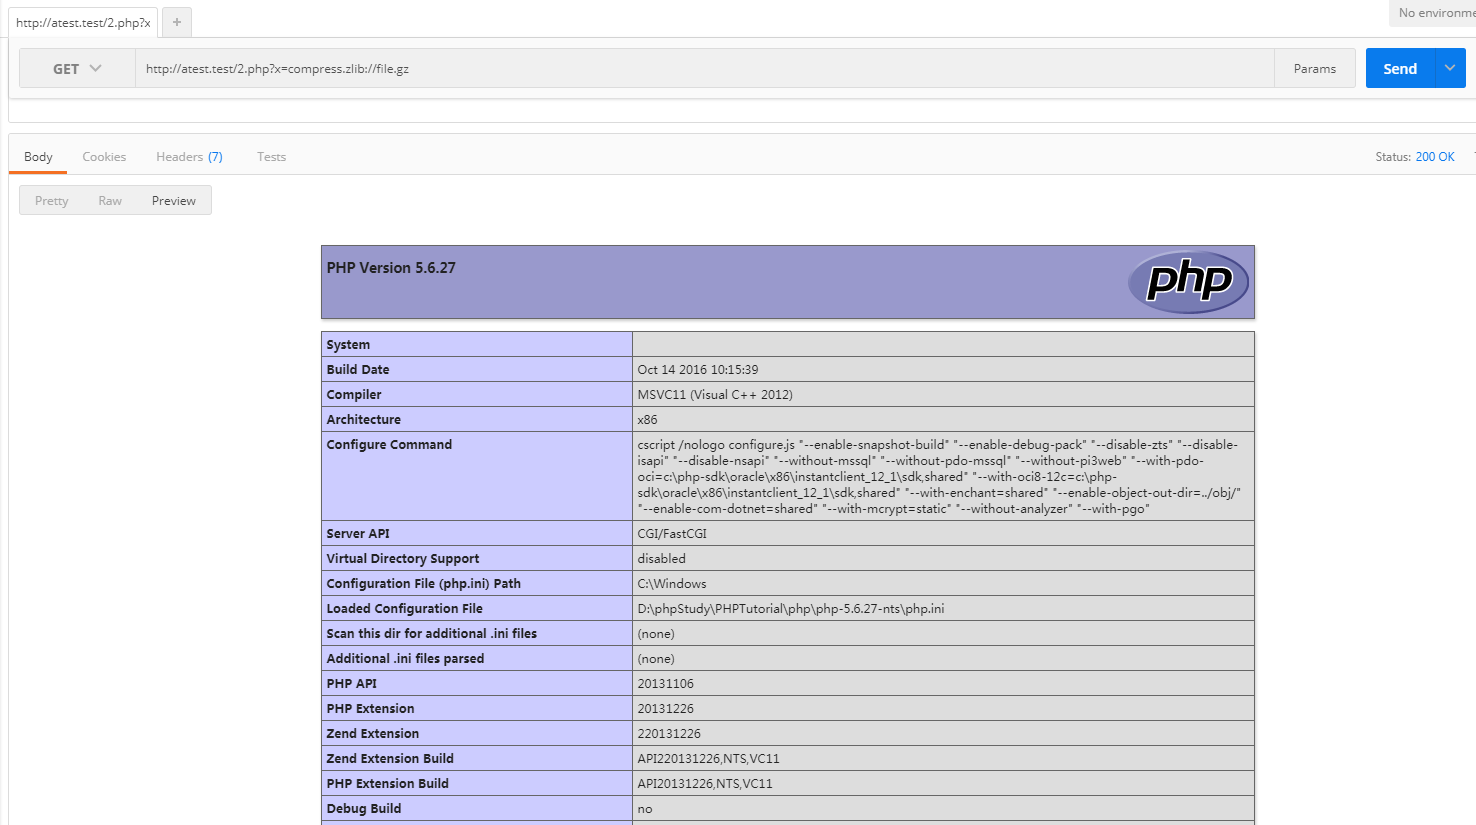 http://atest.test/2.php?x
+
No environme
GET
http://atest.test/2.php?x=compress.zlib://file.gz
Params
Send
Body
Cookies
Headers (7)
Tests
Status: 200 OK
Pretty
Raw
Preview
PHP Version 5.6.27
php
System
Build Date
Oct 14 2016 10:15:39
Compiler
MSVC11 (Visual C++ 2012)
Architecture
x86
Configure Command
cscript /nologo configure.js "--enable-snapshot-build" "--enable-debug-pack" "--disable-zts" "--disable-
isapi" "--disable-nsapi" "--without-mssql" "--without-pdo-mssql" "--without-pi3web" "--with-pdo-
oci=c:\php-sdk\oracle\x86\instantclient_12_1\sdk,shared" "--with-oci8-12c=c:\php-
sdk\oracle\x86\instantclient_12_1\sdk,shared" "--with-enchant=shared" "--enable-object-out-dir=../obj/"
"--enable-com-dotnet=shared" "--with-mcrypt=static" "--without-analyzer" "--with-pgo"
Server API
CGI/FastCGI
Virtual Directory Support
disabled
Configuration File (php.ini) Path
C:\Windows
Loaded Configuration File
D:\phpStudy\PHPTutorial\php\php-5.6.27-nts\php.ini
Scan this dir for additional .ini files
(none)
Additional .ini files parsed
(none)
PHP API
20131106
PHP Extension
20131226
Zend Extension
220131226
Zend Extension Build
API220131226,NTS,VC11
PHP Extension Build
API20131226,NTS,VC11
Debug Build
no